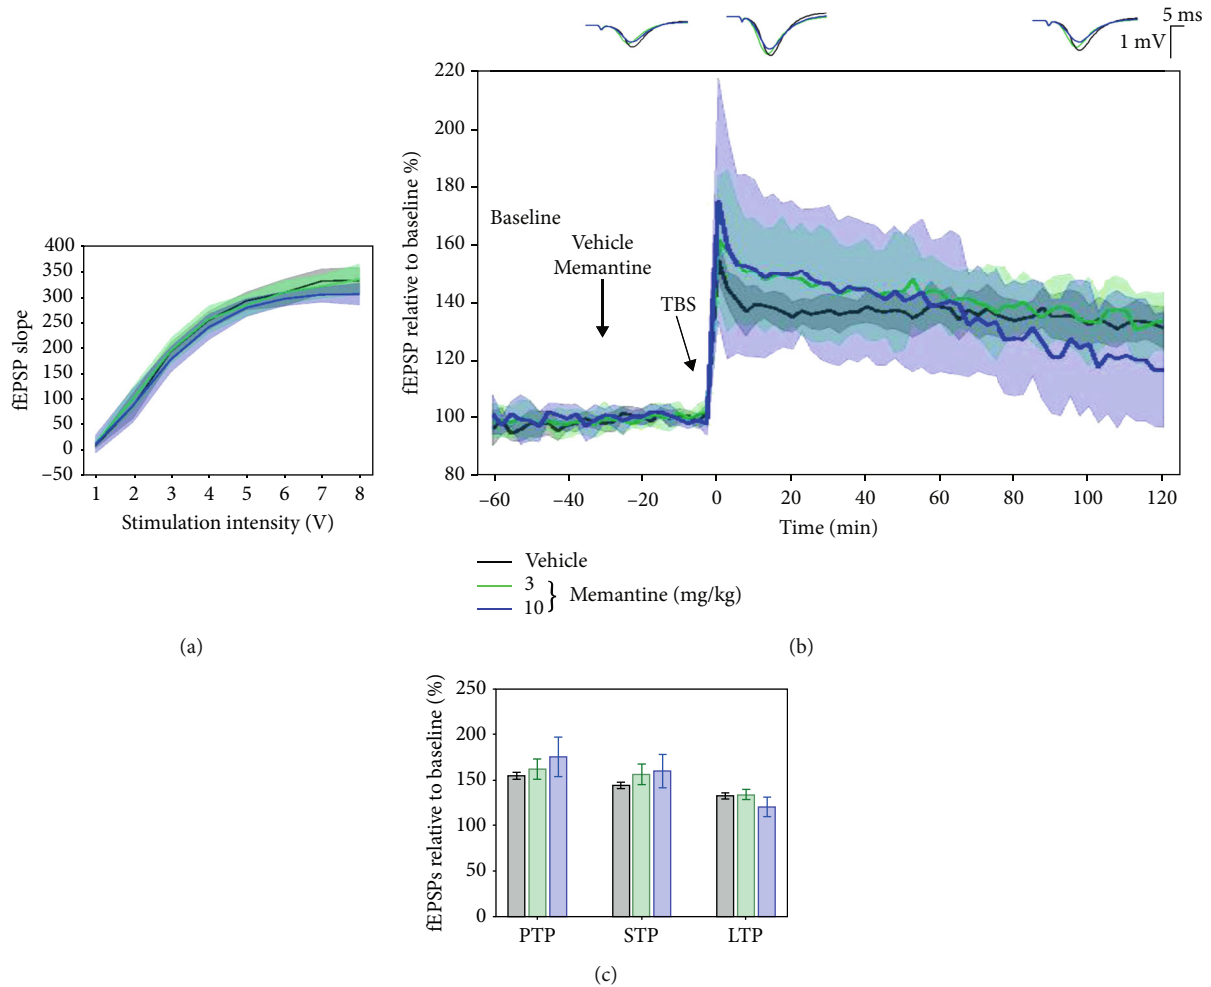 5 ms
1 mV
400
350
300
250
200
150
100
50
0
–50
fEPSP slope
1 2 3 4 5 6 7 8
Stimulation intensity (V)
(a)
220
200
180
160
140
120
100
80
fEPSP relative to baseline %)
Baseline
Vehicle
Memantine
TBS
–60 –40 –20 0 20 40 60 80 100 120
Time (min)
Vehicle
3
10
} Memantine (mg/kg)
(b)
250
200
150
100
50
0
fEPSPs relative to baseline (%)
PTP STP LTP
(c)